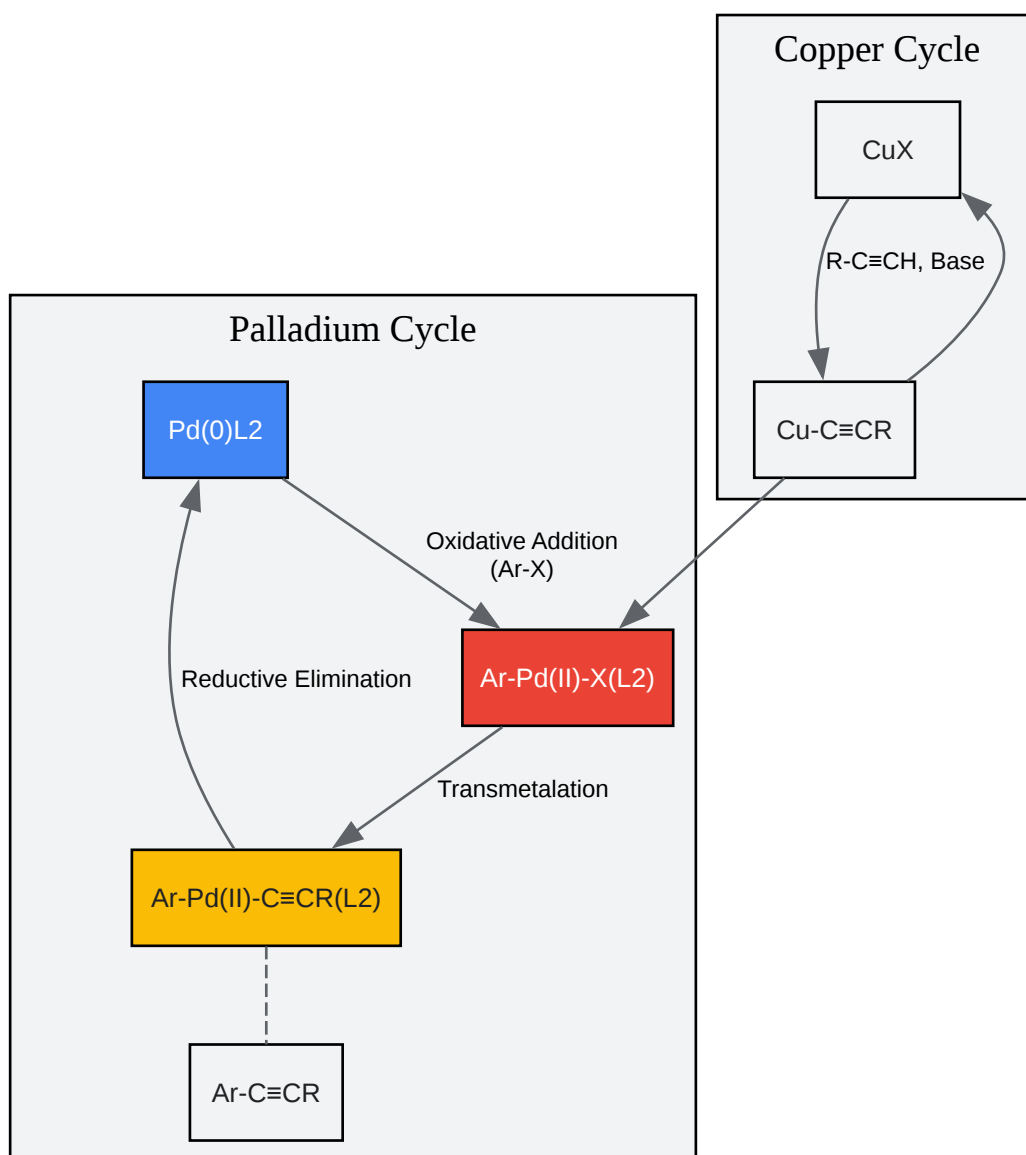 Copper Cycle
CuX
R-C≡CH, Base
Cu-C≡CR
Palladium Cycle
Pd(0)L2
Oxidative Addition
(Ar-X)
Ar-Pd(II)-X(L2)
Reductive Elimination
Transmetalation
Ar-Pd(II)-C≡CR(L2)
Ar-C≡CR